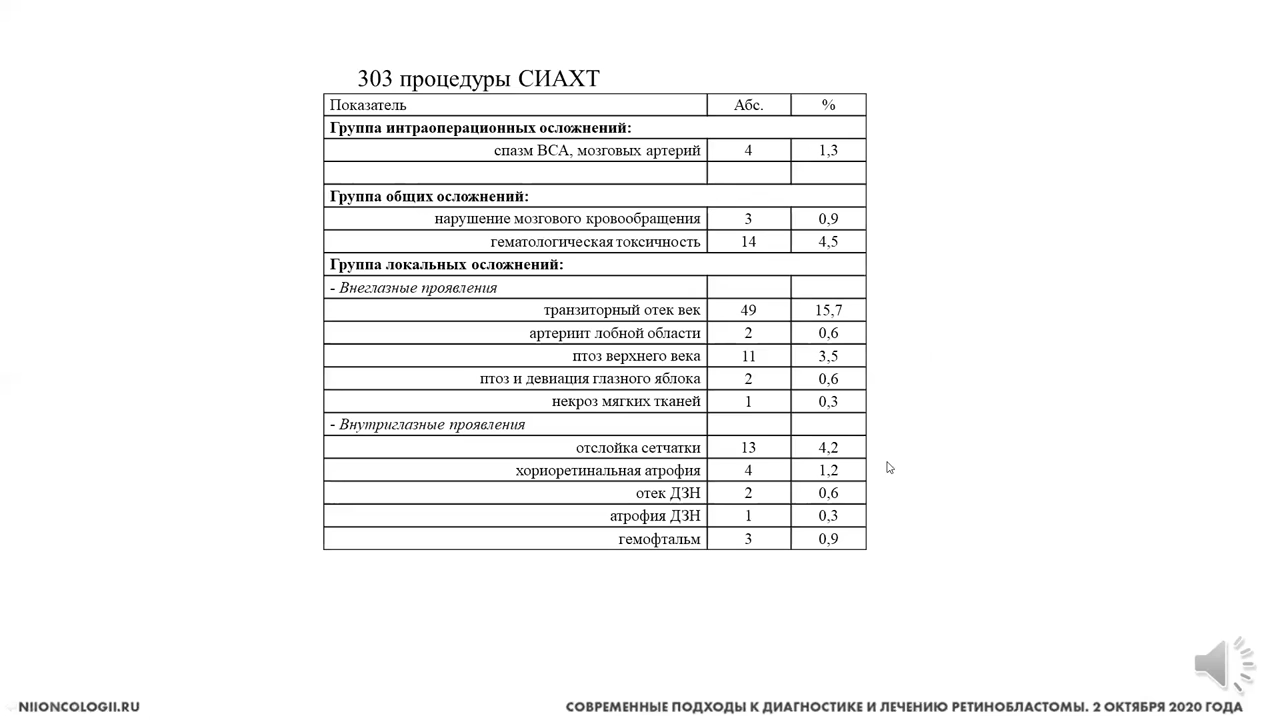 303 процедуры СИАХТ
Показатель Абс. %
Группа интраоперационных осложнений:
спазм ВСА, мозговых артерий 4 1,3
Группа общих осложнений:
нарушение мозгового кровообращения 3 0,9
гематологическая токсичность 14 4,5
Группа локальных осложнений:
- Внеглазные проявления
транзиторный отек век 49 15,7
артериит лобной области 2 0,6
птоз верхнего века 11 3,5
птоз и девиация глазного яблока 2 0,6
некроз мягких тканей 1 0,3
- Внутриглазные проявления
отслойка сетчатки 13 4,2
хориоретинальная атрофия 4 1,2
отек ДЗН 2 0,6
атрофия ДЗН 1 0,3
гемофтальм 3 0,9
NIIONCOLOGII.RU СОВРЕМЕННЫЕ ПОДХОДЫ К ДИАГНОСТИКЕ И ЛЕЧЕНИЮ РЕТИНОБЛАСТОМЫ. 2 ОКТЯБРЯ 2020 ГОДА